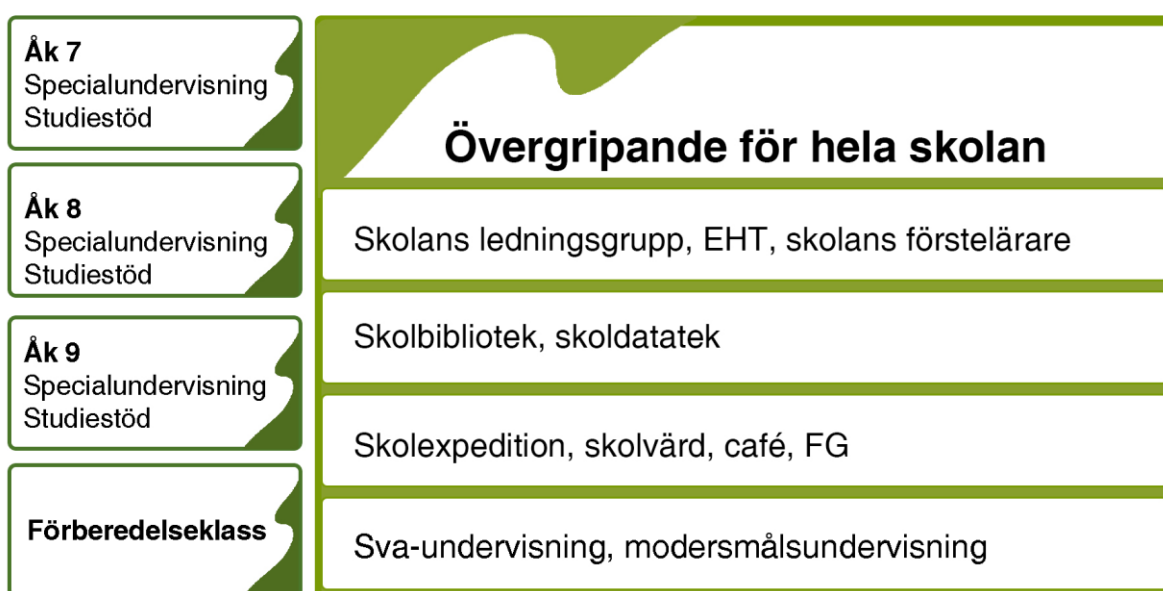 Åk 7
Specialundervisning
Studiestöd
Åk 8
Specialundervisning
Studiestöd
Åk 9
Specialundervisning
Studiestöd
Förberedelseklass
Övergripande för hela skolan
Skolans ledningsgrupp, EHT, skolans förstelärare
Skolbibliotek, skoldatatek
Skolexpedition, skolvärd, café, FG
Sva-undervisning, modersmålsundervisning